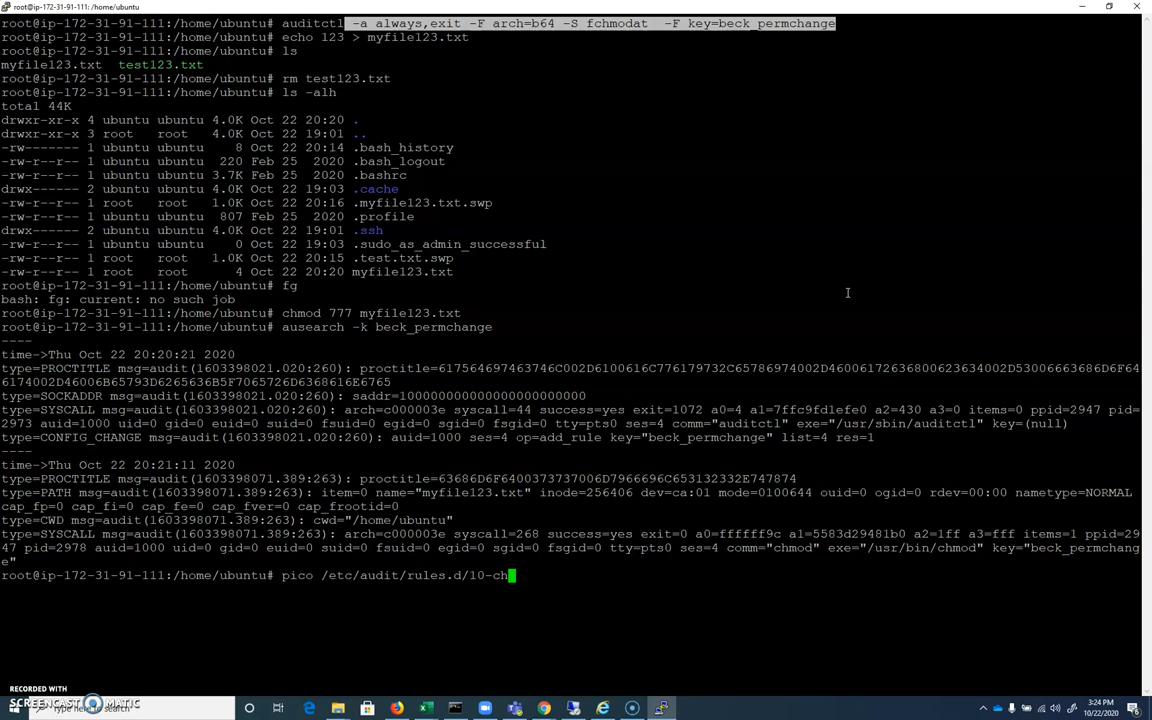 root@ip-172-31-91-111: /home/ubuntu
root@ip-172-31-91-111:/home/ubuntu# auditctl -a always,exit -F arch=b64 -S fchmodat  -F key=beck_permchange
root@ip-172-31-91-111:/home/ubuntu# echo 123 > myfile123.txt
root@ip-172-31-91-111:/home/ubuntu# ls
myfile123.txt  test123.txt
root@ip-172-31-91-111:/home/ubuntu# rm test123.txt
root@ip-172-31-91-111:/home/ubuntu# ls -alh
total 44K
drwxr-xr-x 4 ubuntu ubuntu 4.0K Oct 22 20:20 .
drwxr-xr-x 3 root   root   4.0K Oct 22 19:01 ..
-rw------- 1 ubuntu ubuntu    8 Oct 22 20:14 .bash_history
-rw-r--r-- 1 ubuntu ubuntu  220 Feb 25  2020 .bash_logout
-rw-r--r-- 1 ubuntu ubuntu 3.7K Feb 25  2020 .bashrc
drwx------ 2 ubuntu ubuntu 4.0K Oct 22 19:03 .cache
-rw-r--r-- 1 root   root   1.0K Oct 22 20:16 .myfile123.txt.swp
-rw-r--r-- 1 ubuntu ubuntu  807 Feb 25  2020 .profile
drwx------ 2 ubuntu ubuntu 4.0K Oct 22 19:01 .ssh
-rw-r--r-- 1 ubuntu ubuntu    0 Oct 22 19:03 .sudo_as_admin_successful
-rw-r--r-- 1 root   root   1.0K Oct 22 20:15 .test.txt.swp
-rw-r--r-- 1 root   root      4 Oct 22 20:20 myfile123.txt
root@ip-172-31-91-111:/home/ubuntu# fg
bash: fg: current: no such job
root@ip-172-31-91-111:/home/ubuntu# chmod 777 myfile123.txt
root@ip-172-31-91-111:/home/ubuntu# ausearch -k beck_permchange
----
time->Thu Oct 22 20:20:21 2020
type=PROCTITLE msg=audit(1603398021.020:260): proctitle=617564697463746C002D6100616C776179732C65786974002D460061726368​00623634002D53006663686D6F64
6174002D46006B65793D6265636B5F7065726D6368616E6765
type=SOCKADDR msg=audit(1603398021.020:260): saddr=100000000000000000000000
type=SYSCALL msg=audit(1603398021.020:260): arch=c000003e syscall=44 success=yes exit=1072 a0=4 a1=7ffc9fd1efe0 a2=430 a3=0 items=0 ppid=2947 pid=
2973 auid=1000 uid=0 gid=0 euid=0 suid=0 fsuid=0 egid=0 sgid=0 fsgid=0 tty=pts0 ses=4 comm="auditctl" exe="/usr/sbin/auditctl" key=(null)
type=CONFIG_CHANGE msg=audit(1603398021.020:260): auid=1000 ses=4 op=add_rule key="beck_permchange" list=4 res=1
----
time->Thu Oct 22 20:21:11 2020
type=PROCTITLE msg=audit(1603398071.389:263): proctitle=63686D6F6400373737006D7966696C653132332E747874
type=PATH msg=audit(1603398071.389:263): item=0 name="myfile123.txt" inode=256406 dev=ca:01 mode=0100644 ouid=0 ogid=0 rdev=00:00 nametype=NORMAL
cap_fp=0 cap_fi=0 cap_fe=0 cap_fver=0 cap_frootid=0
type=CWD msg=audit(1603398071.389:263): cwd="/home/ubuntu"
type=SYSCALL msg=audit(1603398071.389:263): arch=c000003e syscall=268 success=yes exit=0 a0=ffffff9c a1=5583d29481b0 a2=1ff a3=fff items=1 ppid=29
47 pid=2978 auid=1000 uid=0 gid=0 euid=0 suid=0 fsuid=0 egid=0 sgid=0 fsgid=0 tty=pts0 ses=4 comm="chmod" exe="/usr/bin/chmod" key="beck_permchang
e"
root@ip-172-31-91-111:/home/ubuntu# pico /etc/audit/rules.d/10-ch
RECORDED WITH
SCREENCAST MATIC
3:24 PM
10/22/2020